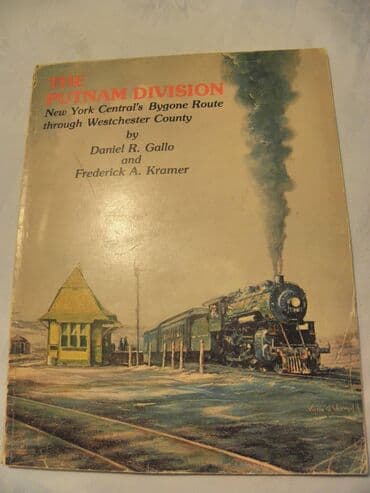 THE
PUTNAM DIVISION
New York Central's Bygone Route
through Westchester County
by
Daniel R. Gallo
and
Frederick A. Kramer